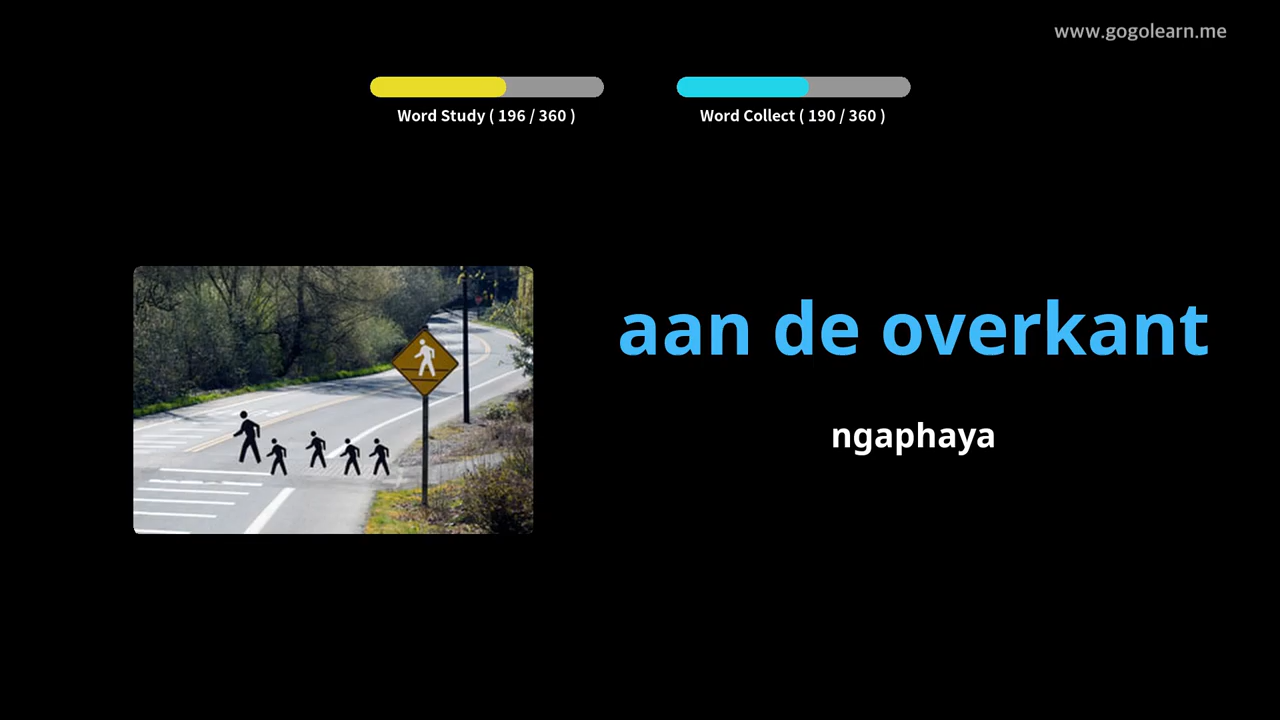 www.gogolearn.me
Word Study ( 196 / 360 )
Word Collect ( 190 / 360 )
aan de overkant
ngaphaya